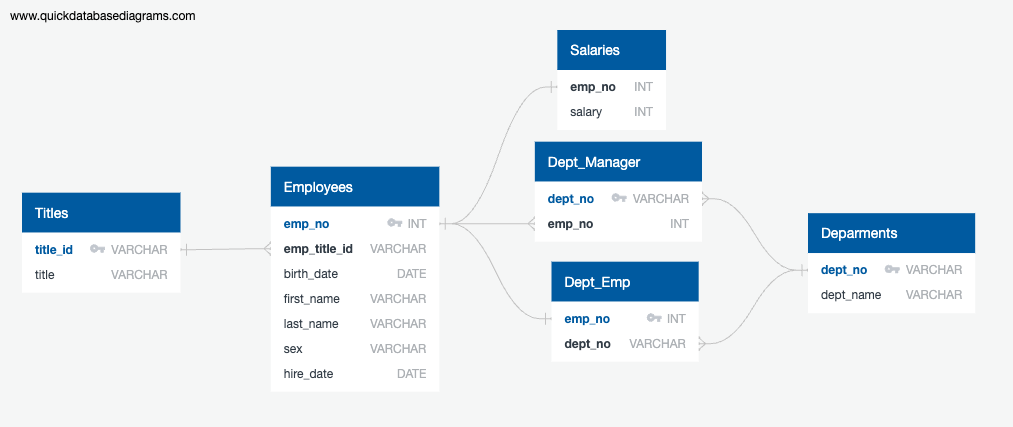 www.quickdatabasediagrams.com
Titles
title_id VARCHAR
title VARCHAR
Employees
emp_no INT
emp_title_id VARCHAR
birth_date DATE
first_name VARCHAR
last_name VARCHAR
sex VARCHAR
hire_date DATE
Salaries
emp_no INT
salary INT
Dept_Manager
dept_no VARCHAR
emp_no INT
Dept_Emp
emp_no INT
dept_no VARCHAR
Deparments
dept_no VARCHAR
dept_name VARCHAR